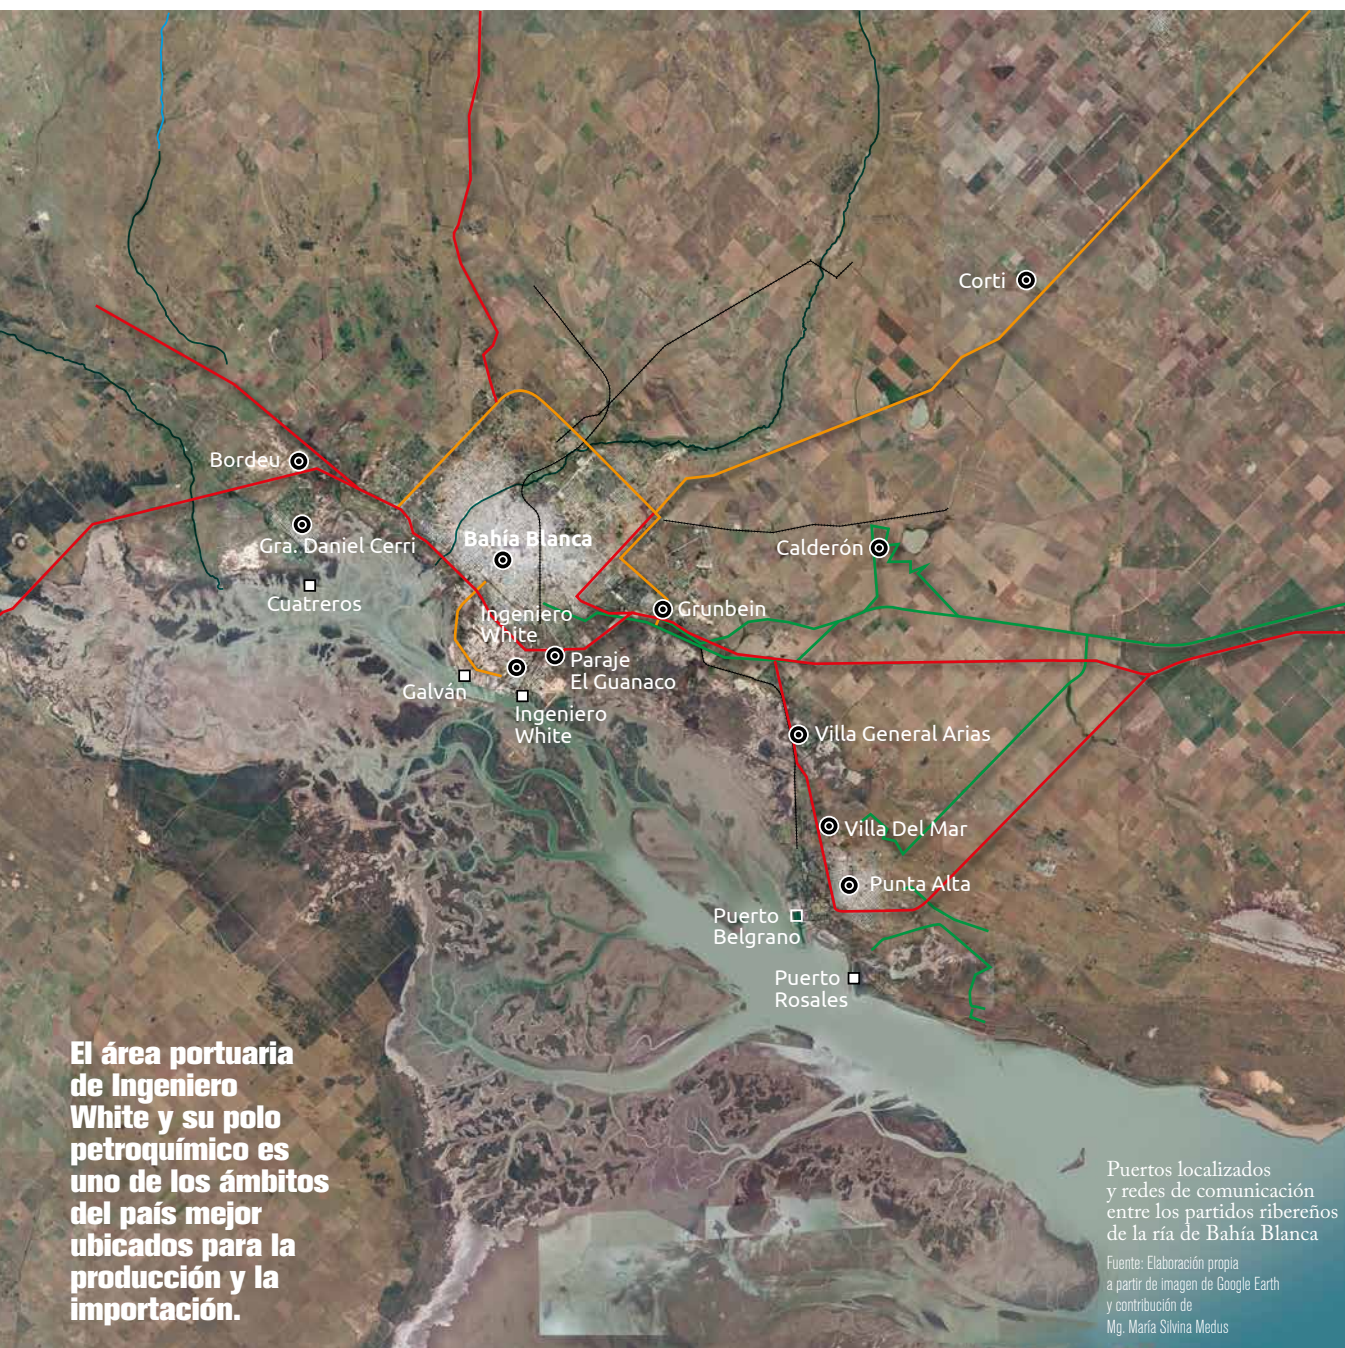 Corti
Bordeu
Gra. Daniel Cerri
Bahía Blanca
Calderón
Cuatreros
Ingeniero
White
Grunbein
Paraje
El Guanaco
Galván
Ingeniero
White
Villa General Arias
Villa Del Mar
Punta Alta
Puerto
Belgrano
Puerto
Rosales
El área portuaria
de Ingeniero
White y su polo
petroquímico es
uno de los ámbitos
del país mejor
ubicados para la
producción y la
importación.
Puertos localizados
y redes de comunicación
entre los partidos ribereños
de la ría de Bahía Blanca
Fuente: Elaboración propia
a partir de imagen de Google Earth
y contribución de
Mg. María Silvina Medus